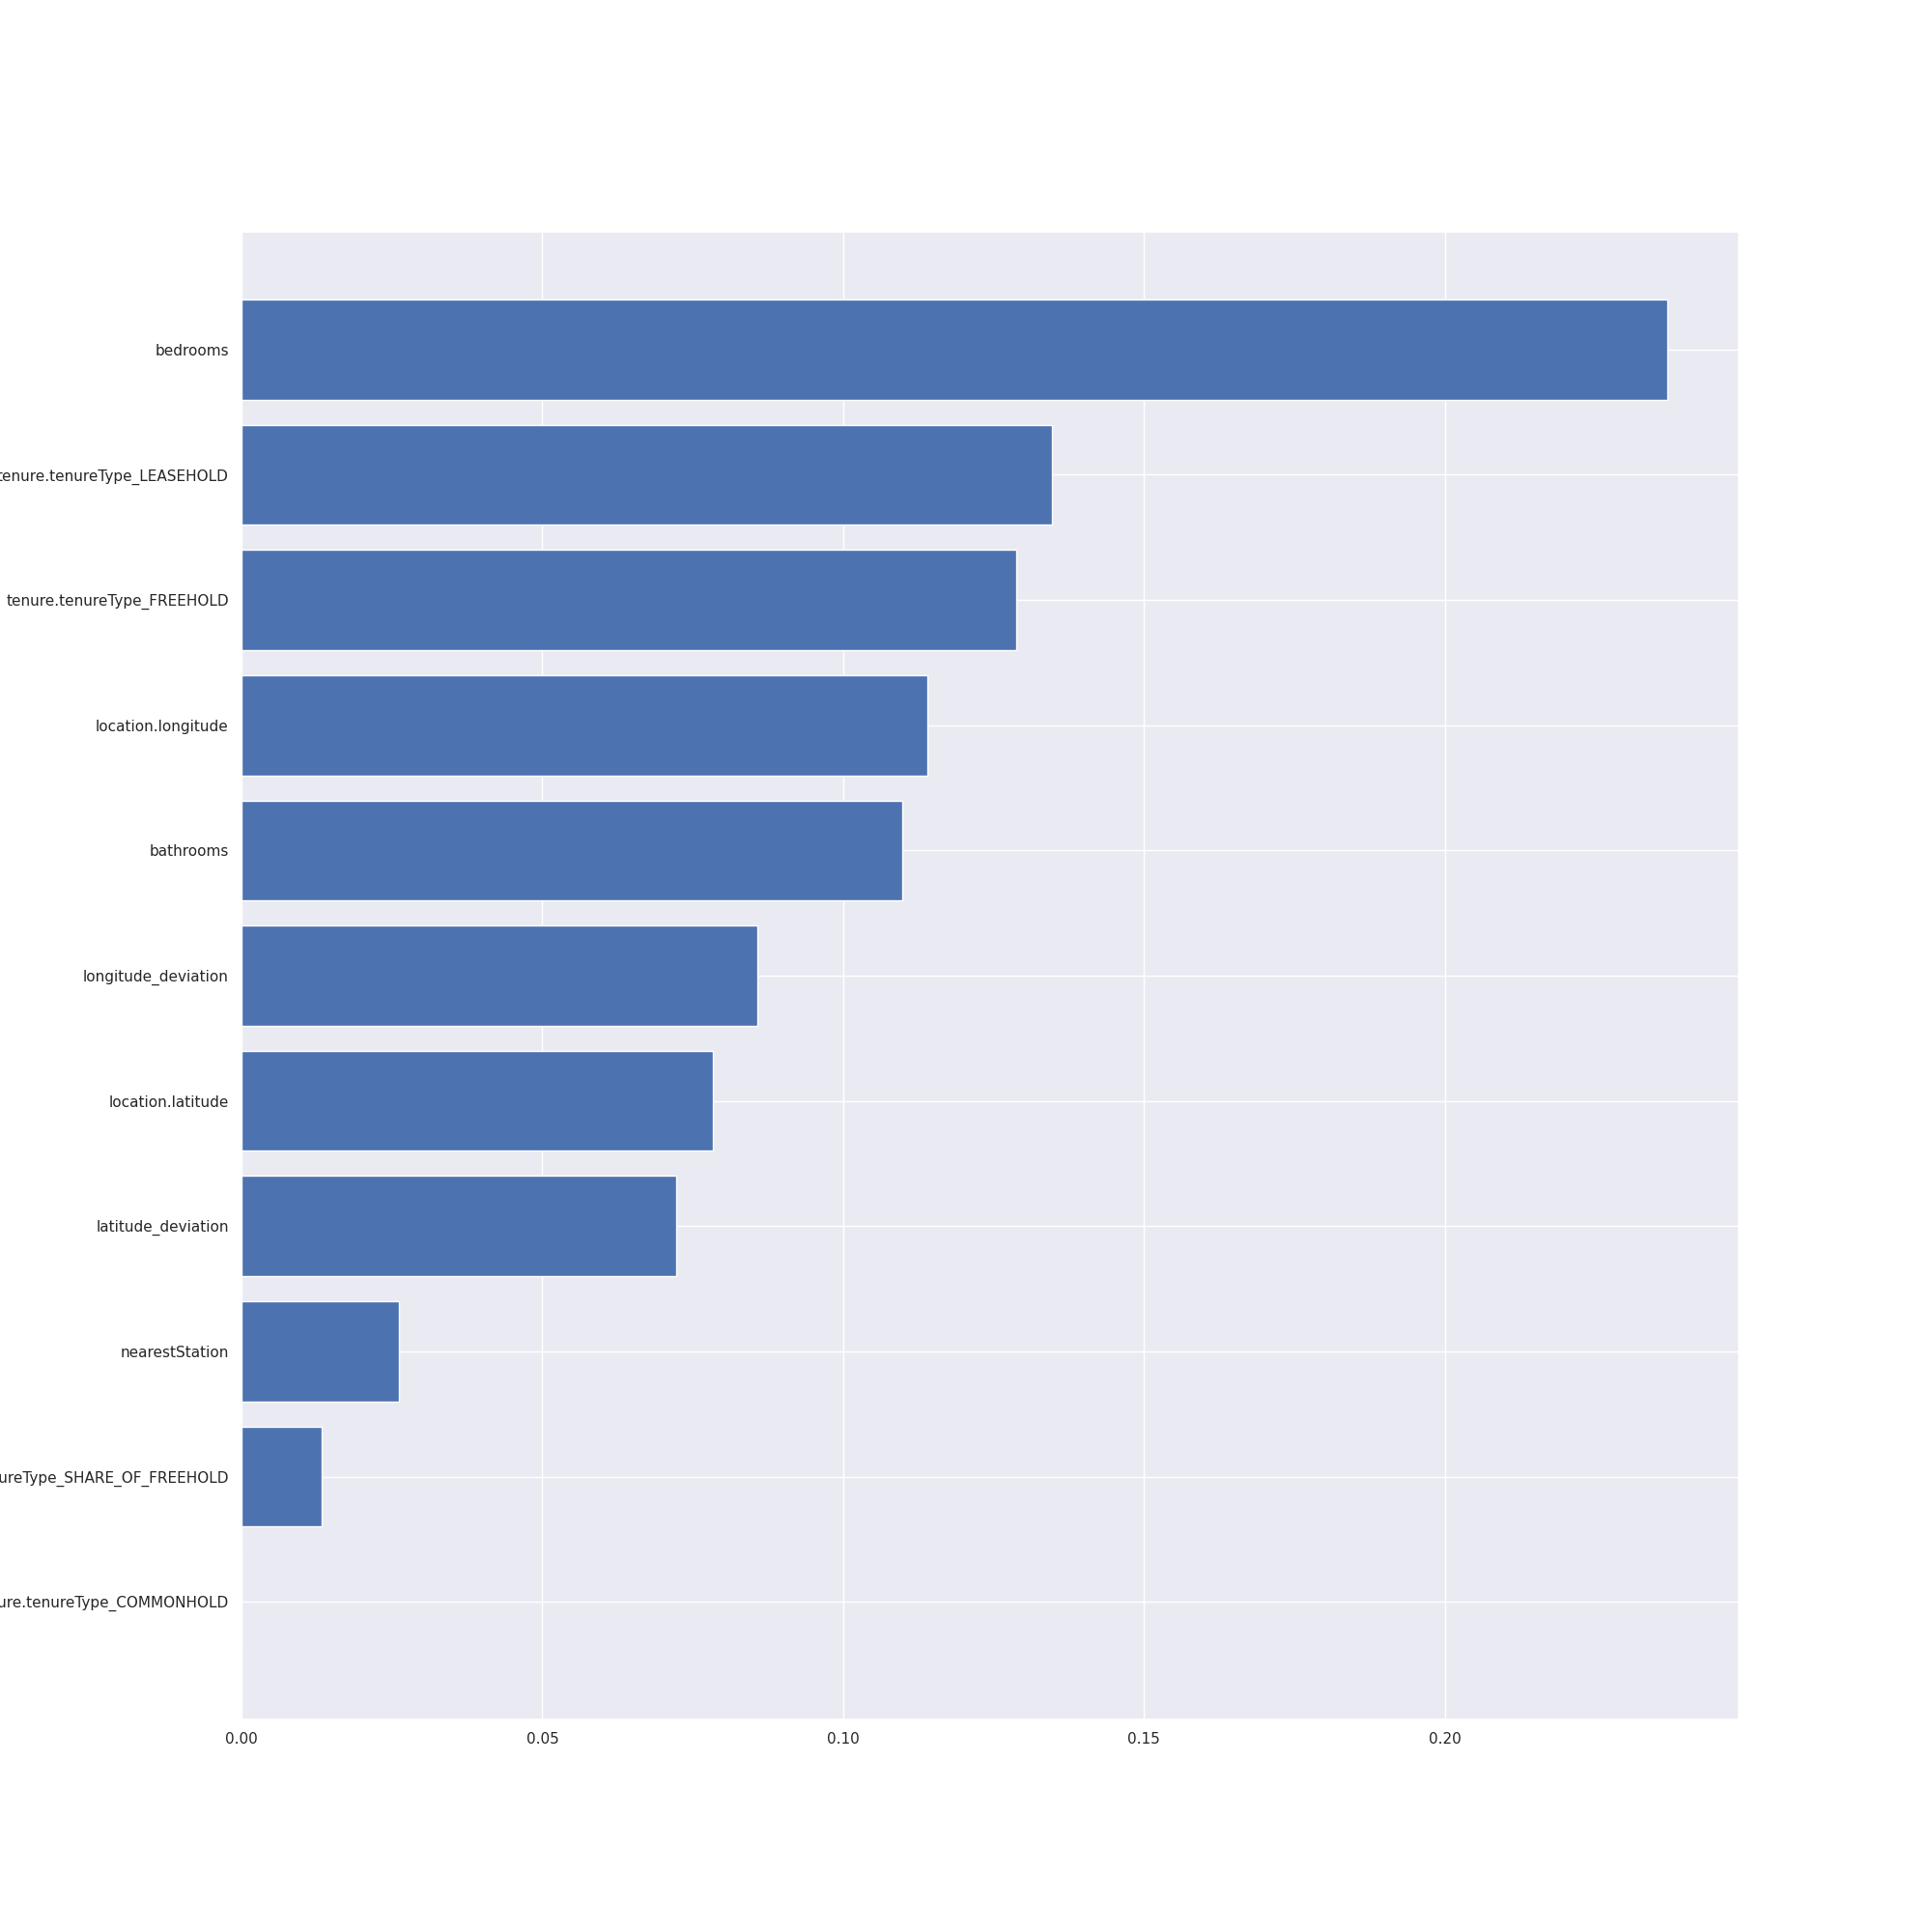 bedrooms
tenure.tenureType_LEASEHOLD
tenure.tenureType_FREEHOLD
location.longitude
bathrooms
longitude_deviation
location.latitude
latitude_deviation
nearestStation
ureType_SHARE_OF_FREEHOLD
ure.tenureType_COMMONHOLD
0.00 0.05 0.10 0.15 0.20